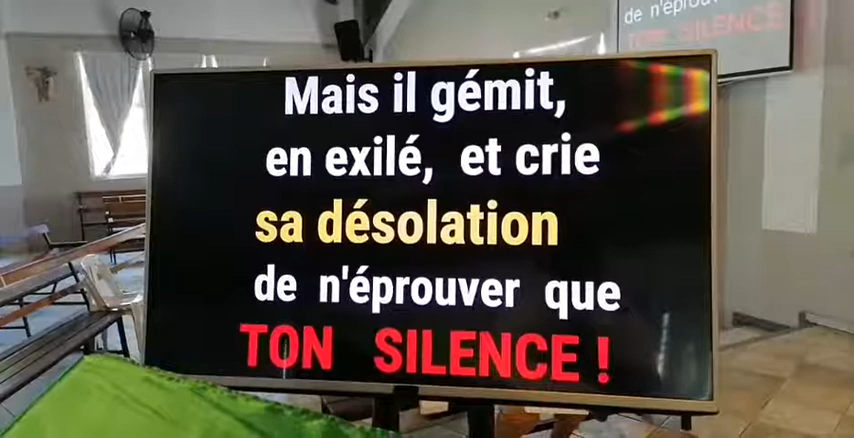 de n'éprouv
TON SILENCE
Mais il gémit,
en exilé, et crie
sa désolation
de n'éprouver que
TON SILENCE !